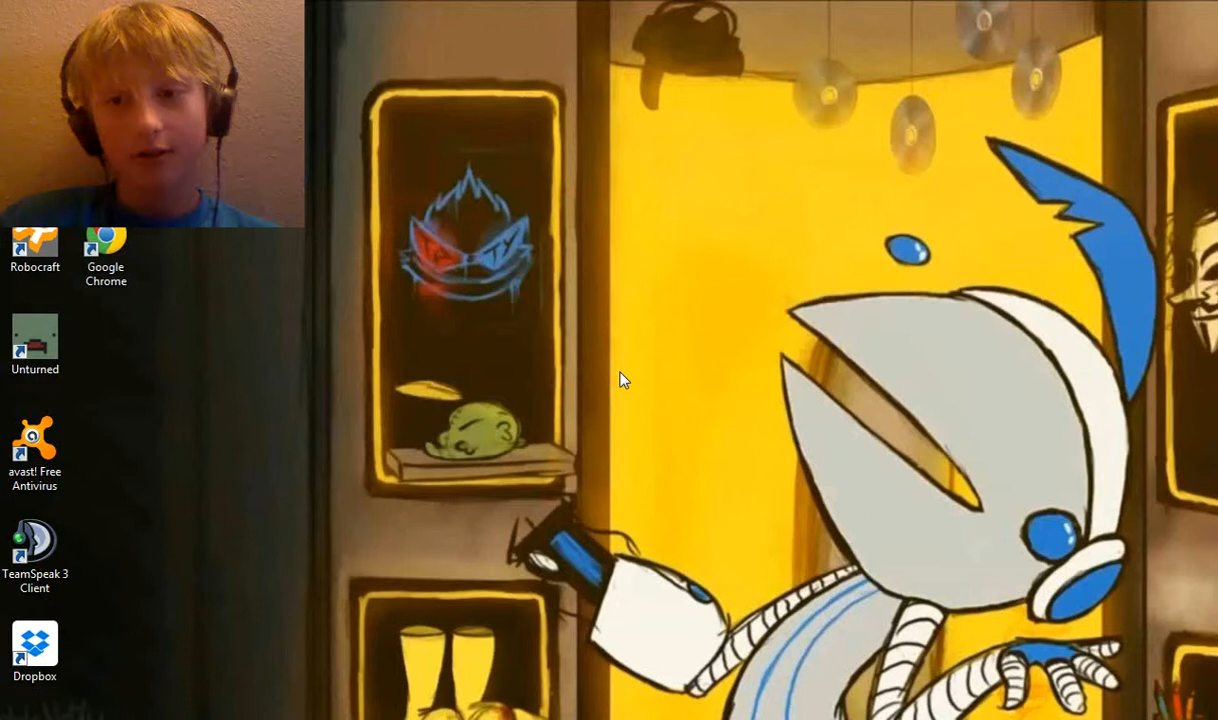 Robocraft
Google
Chrome
Unturned
avast! Free
Antivirus
TeamSpeak 3
Client
Dropbox